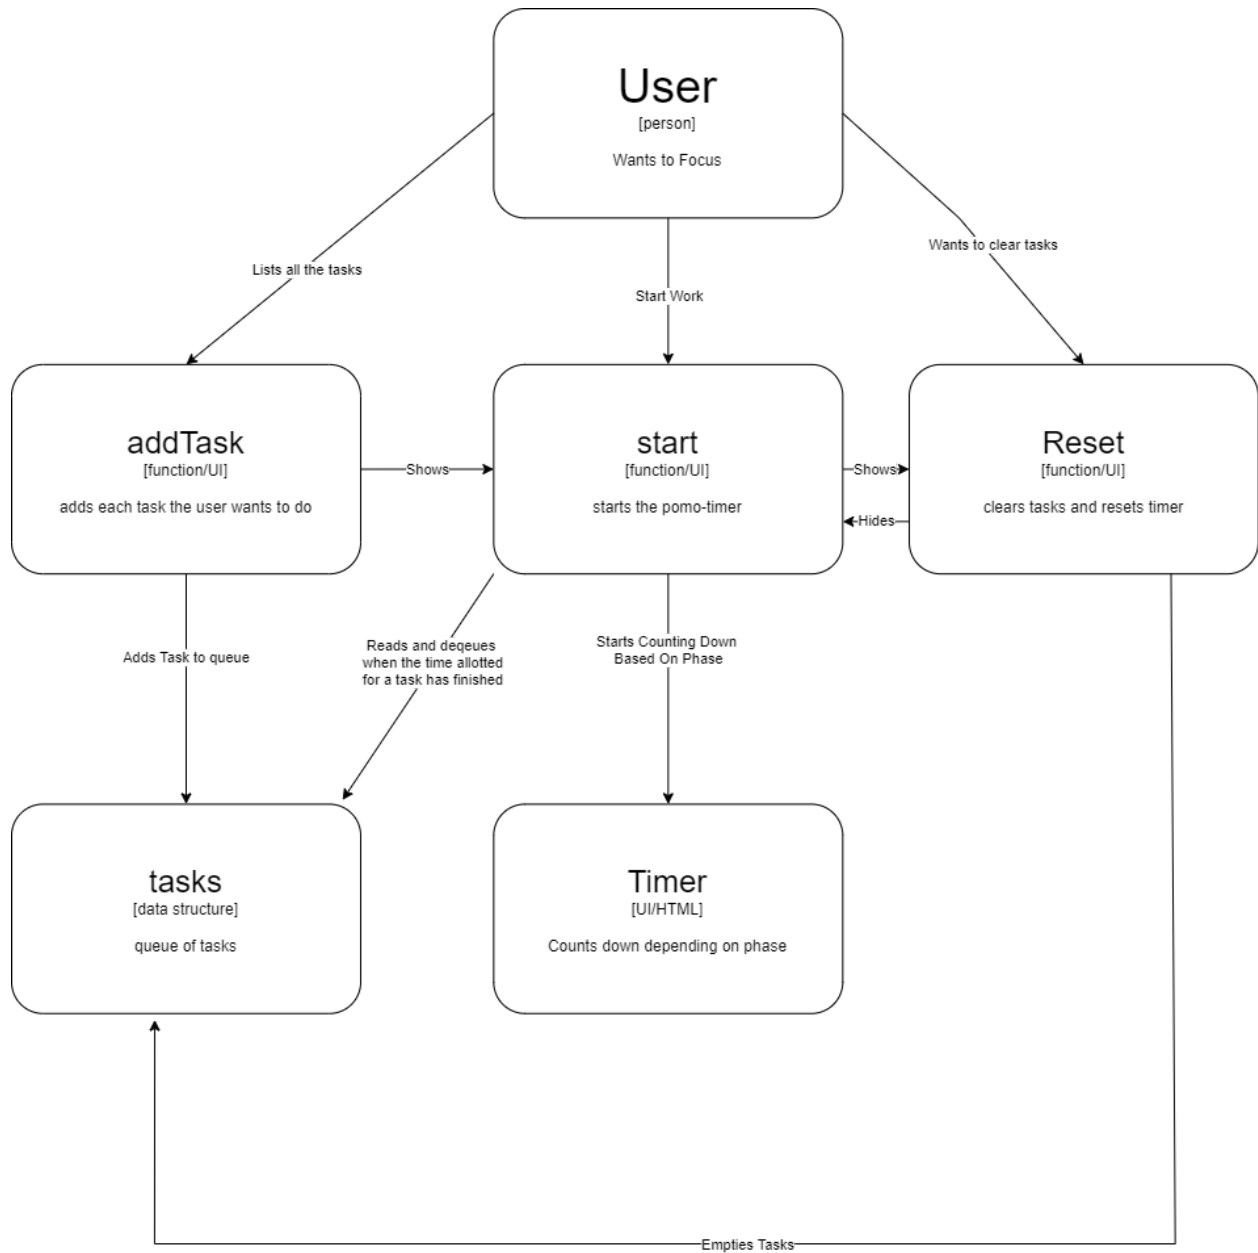 User
[person]
Wants to Focus
Lists all the tasks
Start Work
Wants to clear tasks
addTask
[function/UI]
adds each task the user wants to do
Shows
start
[function/UI]
starts the pomo-timer
Shows
Hides
Reset
[function/UI]
clears tasks and resets timer
Adds Task to queue
Reads and deqeues
when the time allotted
for a task has finished
Starts Counting Down
Based On Phase
tasks
[data structure]
queue of tasks
Timer
[UI/HTML]
Counts down depending on phase
Empties Tasks